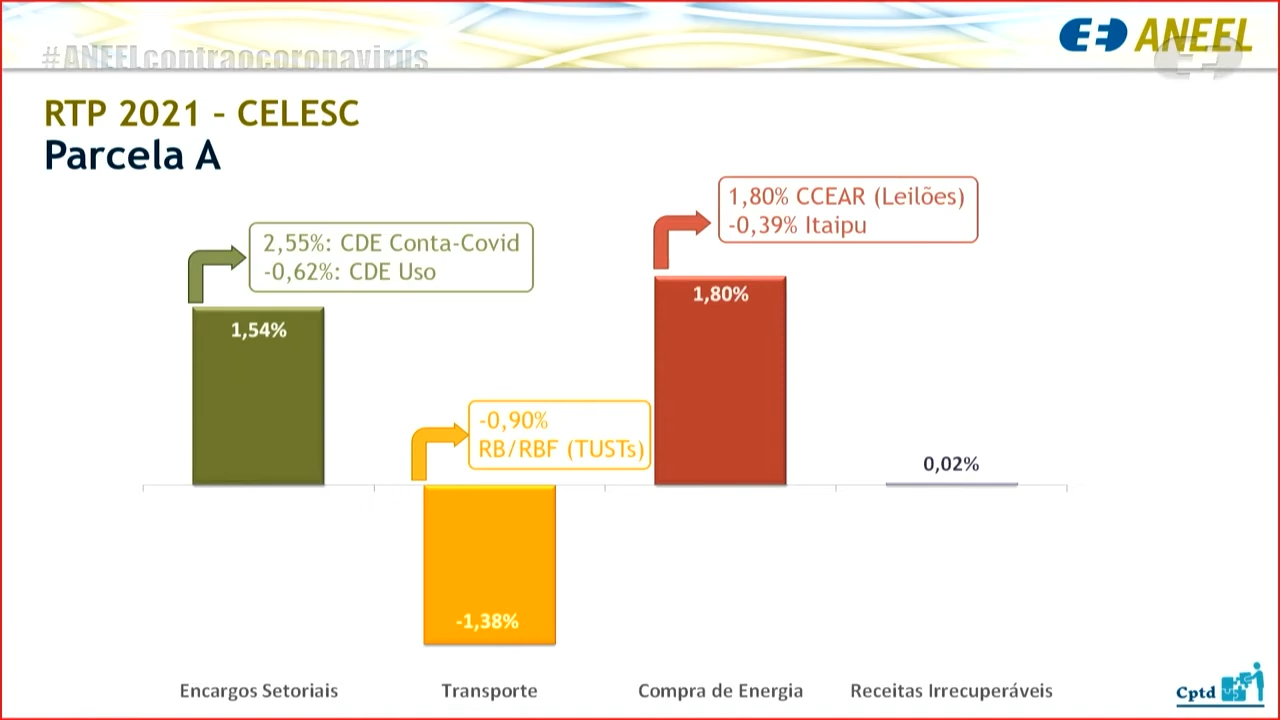 #ANEELcontraocoronavirus
ANEEL
RTP 2021 – CELESC
Parcela A
1,80% CCEAR (Leilões)
-0,39% Itaipu
2,55%: CDE Conta-Covid
-0,62%: CDE Uso
1,80%
1,54%
-0,90%
RB/RBF (TUSTs)
0,02%
-1,38%
Encargos Setoriais
Transporte
Compra de Energia
Receitas Irrecuperáveis
Cptd